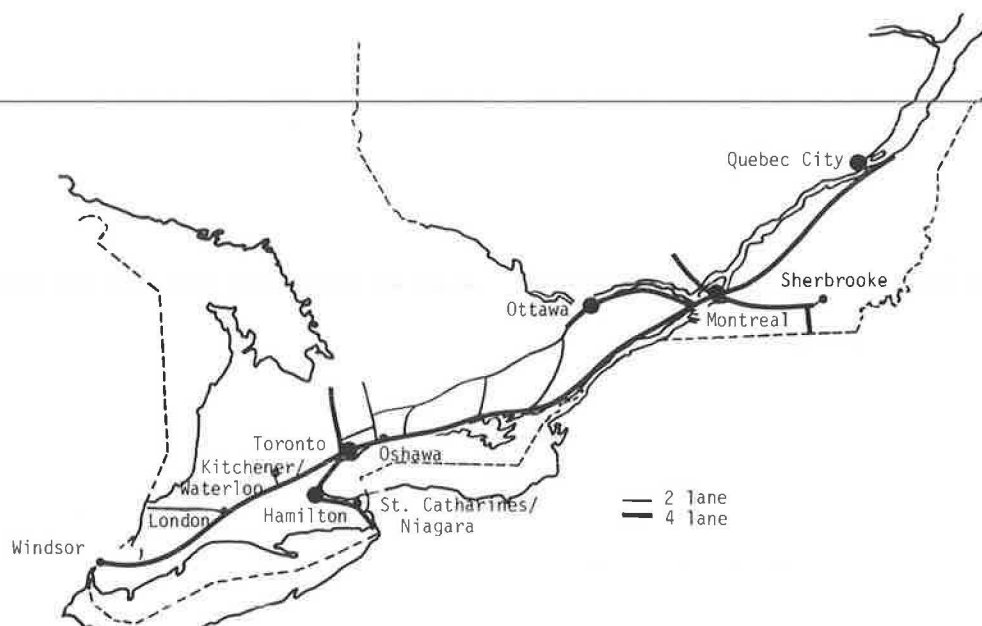 Quebec City
Sherbrooke
Ottawa
Montreal
Toronto
Oshawa
Kitchener/
Waterloo
London
Hamilton
St. Catharines/
Niagara
Windsor
2 lane
4 lane